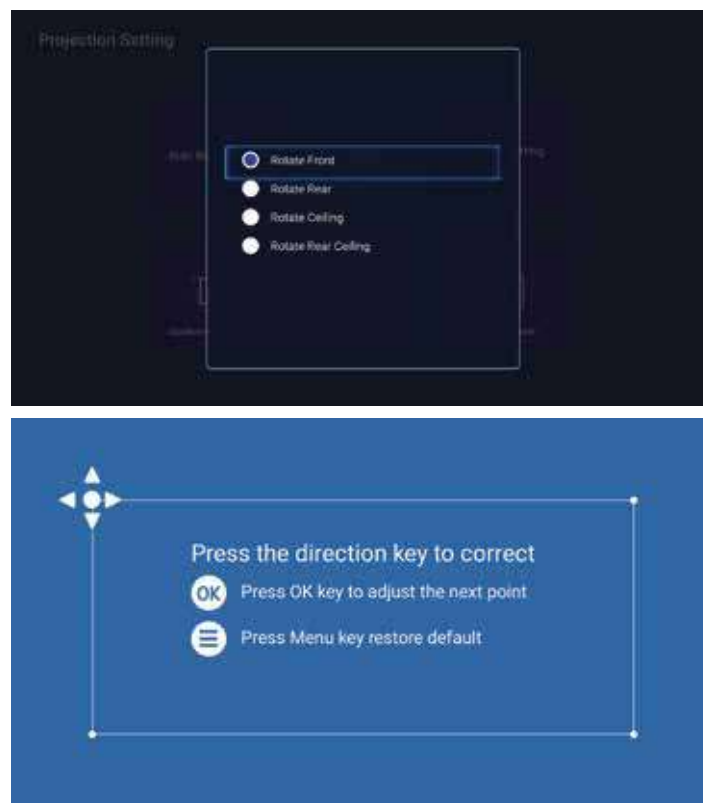 Projection Setting
Rotate Front
Rotate Rear
Rotate Ceiling
Rotate Rear Ceiling
Press the direction key to correct
OK Press OK key to adjust the next point
Press Menu key restore default